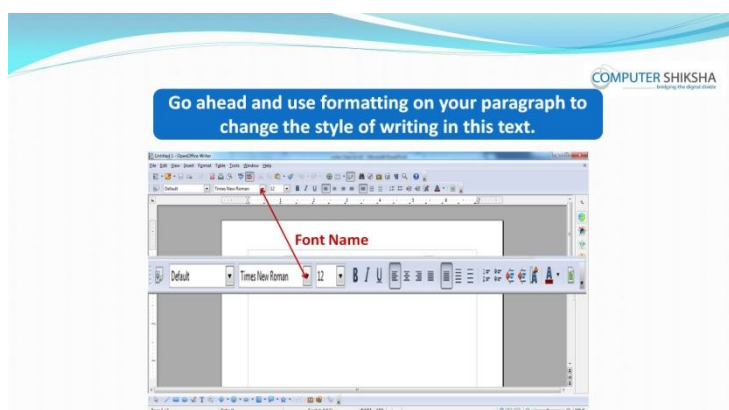 COMPUTER SHIKSHA
bridging the digital divide
Go ahead and use formatting on your paragraph to
change the style of writing in this text.
Untitled 1 - OpenOffice Writer
File Edit View Insert Format Table Tools Window Help
Default Times New Roman 12 B I U
Font Name
Default Times New Roman 12 B I U A